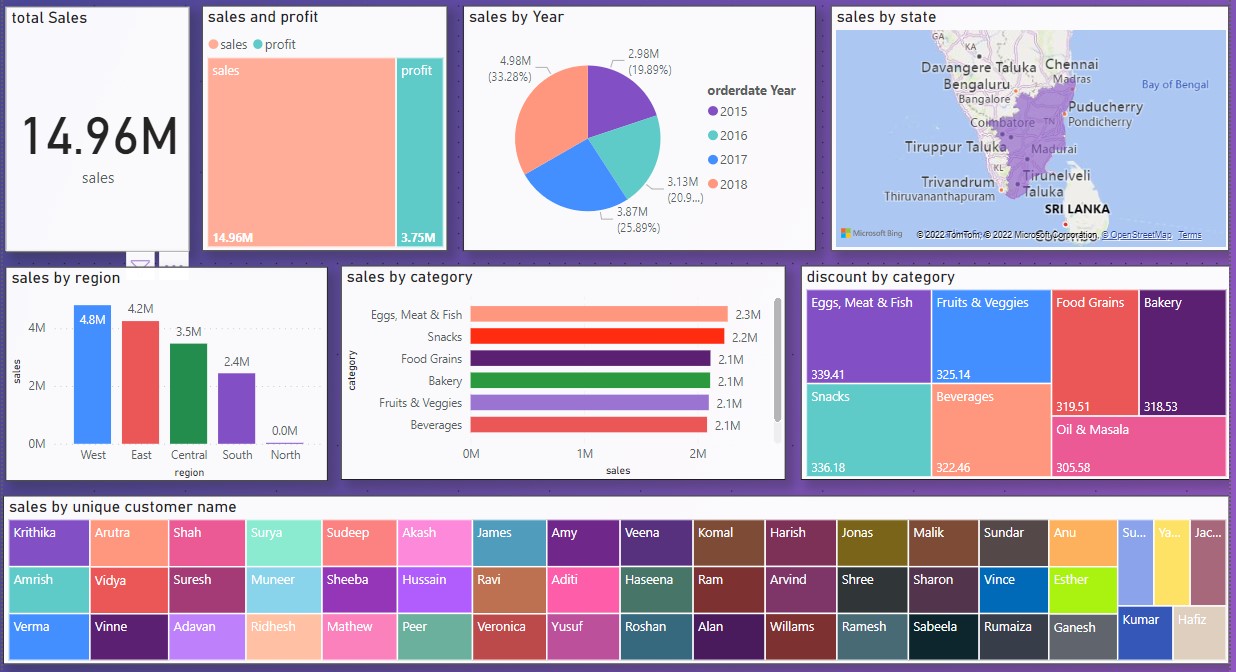 total Sales
14.96M
sales
sales and profit
sales profit
sales
profit
14.96M
3.75M
sales by Year
4.98M
(33.28%)
2.98M
(19.89%)
3.13M
(20.9...)
3.87M
(25.89%)
orderdate Year
2015
2016
2017
2018
sales by state
GA
KA
Davangere Taluka
Chennai
Madras
Bengaluru
Bangalore
Bay of Bengal
Puducherry
Pondicherry
Coimbatore
TN
Tiruppur Taluka
Madurai
KL
Trivandrum
Thiruvananthapuram
Tirunelveli
Taluka
SRI LANKA
Colombo
Microsoft Bing
© 2022 TomTom, © 2022 Microsoft Corporation, © OpenStreetMap Terms
sales by region
sales
4M
2M
0M
4.8M
4.2M
3.5M
2.4M
0.0M
West East Central South North
region
sales by category
category
Eggs, Meat & Fish 2.3M
Snacks 2.2M
Food Grains 2.1M
Bakery 2.1M
Fruits & Veggies 2.1M
Beverages 2.1M
0M 1M 2M
sales
discount by category
Eggs, Meat & Fish
339.41
Snacks
336.18
Fruits & Veggies
325.14
Beverages
322.46
Food Grains
319.51
Bakery
318.53
Oil & Masala
305.58
sales by unique customer name
Krithika Arutra Shah Surya Sudeep Akash James Amy Veena Komal Harish Jonas Malik Sundar Anu Su... Ya... Jac...
Amrish Vidya Suresh Muneer Sheeba Hussain Ravi Aditi Haseena Ram Arvind Shree Sharon Vince Esther
Verma Vinne Adavan Ridhesh Mathew Peer Veronica Yusuf Roshan Alan Willams Ramesh Sabeela Rumaiza Ganesh Kumar Hafiz